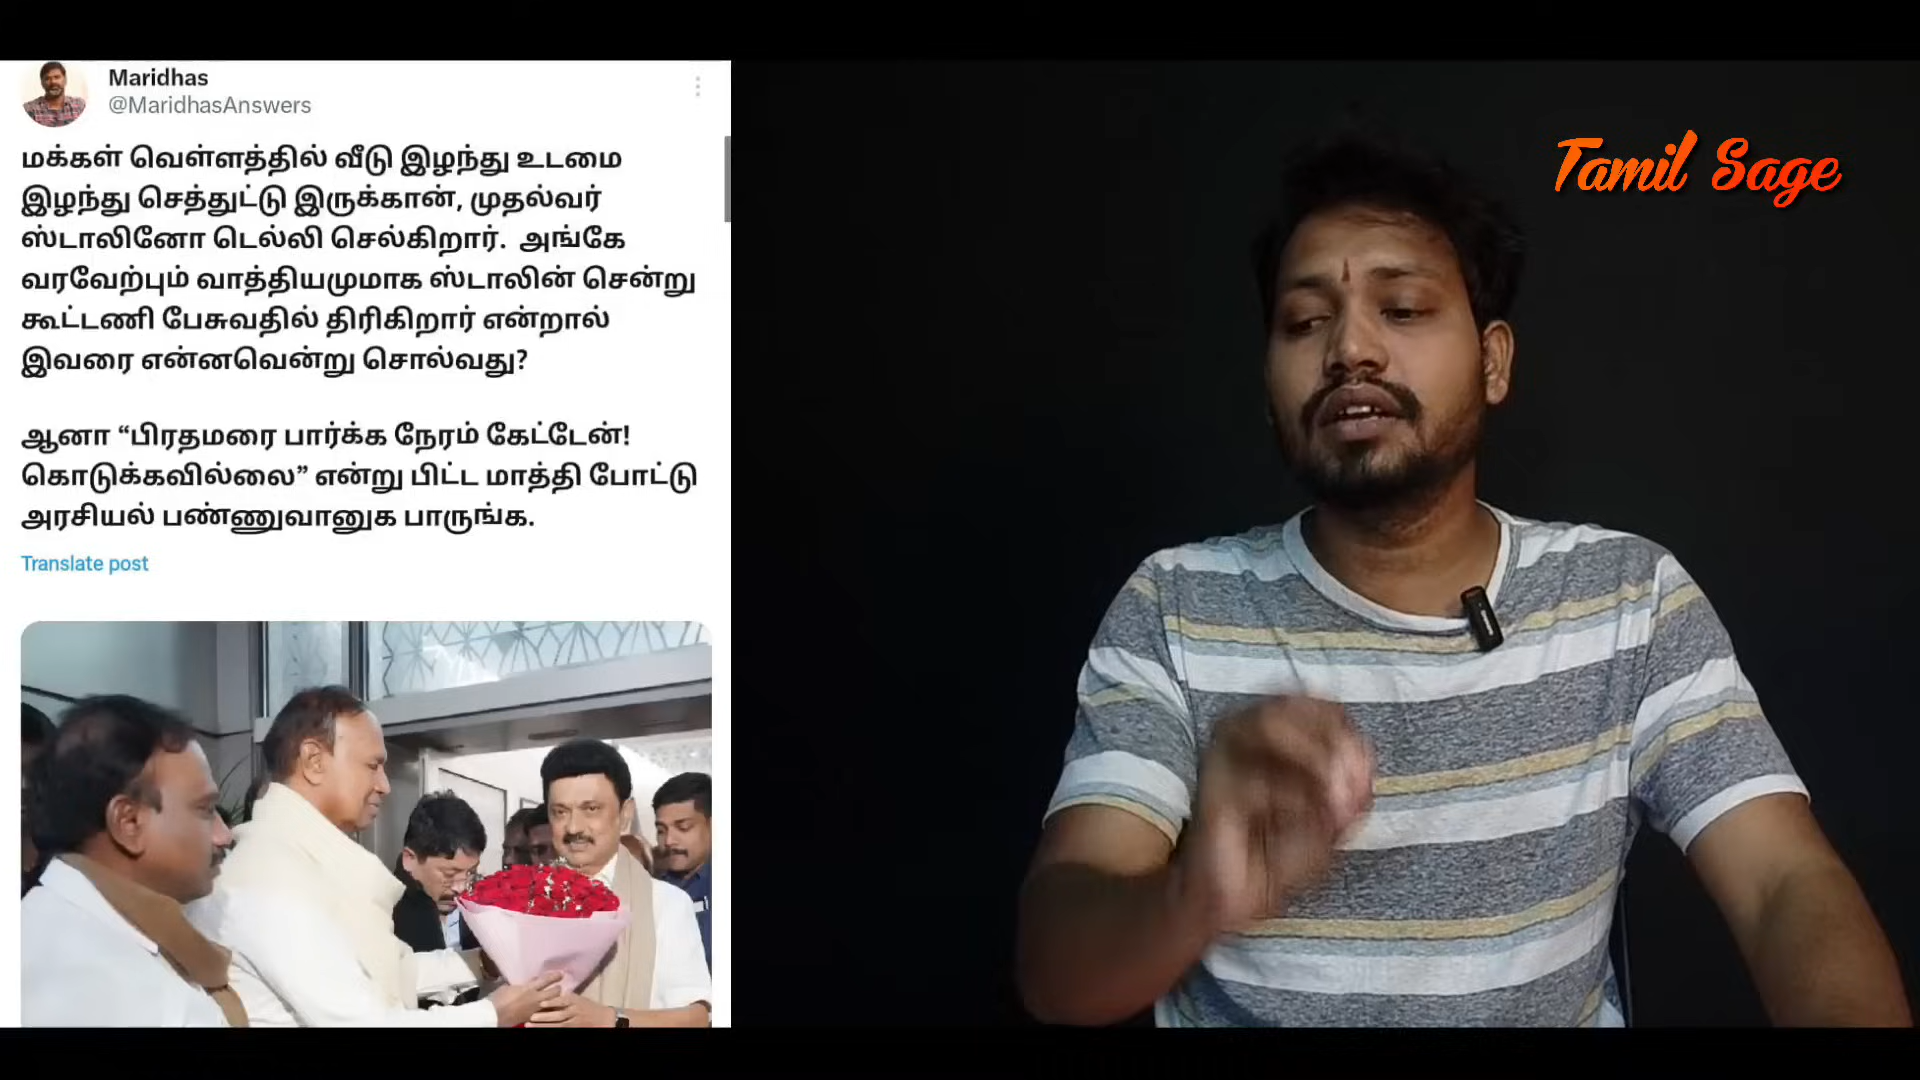 Maridhas
@MaridhasAnswers
மக்கள் வெள்ளத்தில் வீடு இழந்து உடமை
இழந்து செத்துட்டு இருக்கான், முதல்வர்
ஸ்டாலினோ டெல்லி செல்கிறார். அங்கே
வரவேற்பும் வாத்தியமுமாக ஸ்டாலின் சென்று
கூட்டணி பேசுவதில் திரிகிறார் என்றால்
இவரை என்னவென்று சொல்வது?
ஆனா “பிரதமரை பார்க்க நேரம் கேட்டேன்!
கொடுக்கவில்லை” என்று பிட்ட மாத்தி போட்டு
அரசியல் பண்ணுவானுக பாருங்க.
Translate post
Tamil Sage